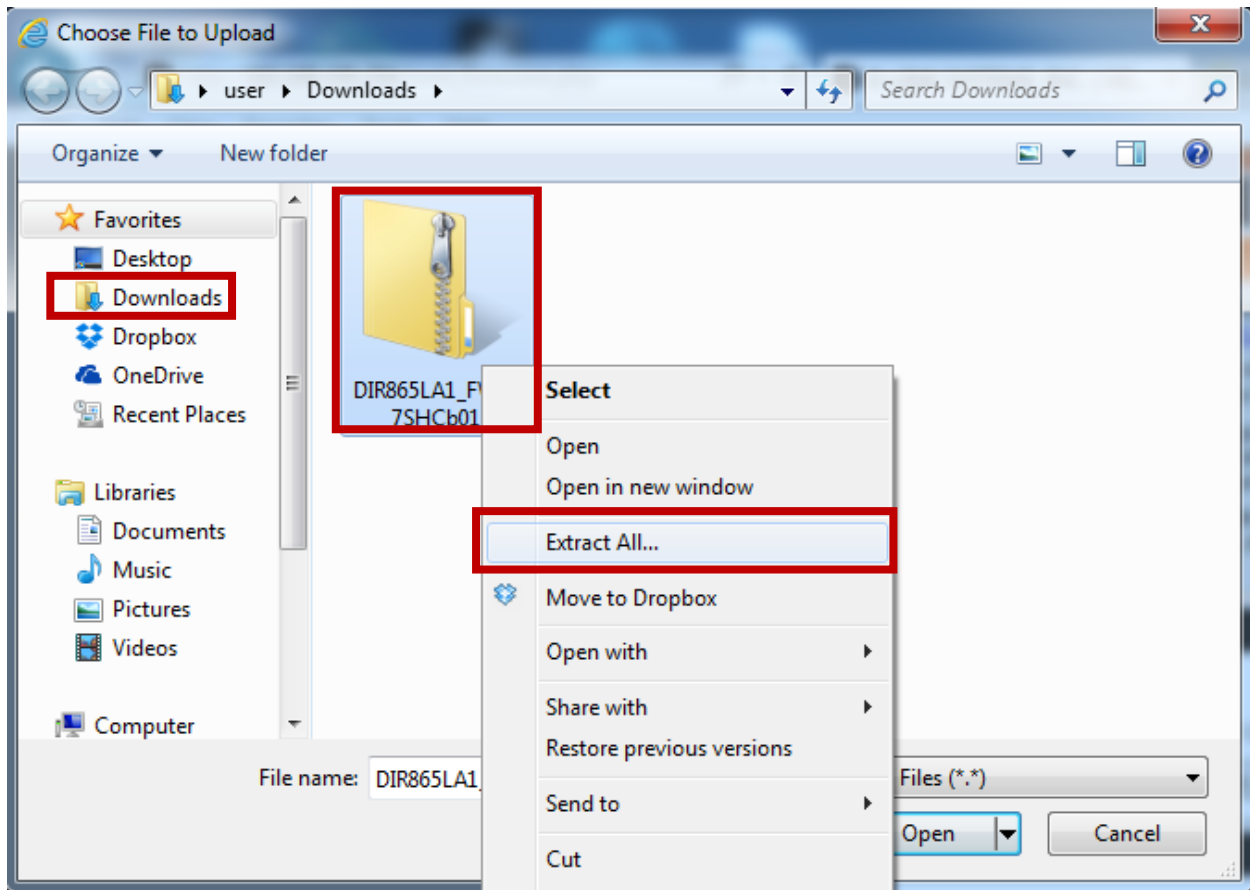 Choose File to Upload
user Downloads
Search Downloads
Organize
New folder
Favorites
Desktop
Downloads
Dropbox
OneDrive
Recent Places
Libraries
Documents
Music
Pictures
Videos
Computer
DIR865LA1_F
7SHCb01
Select
Open
Open in new window
Extract All...
Move to Dropbox
Open with
Share with
Restore previous versions
Send to
Cut
File name: DIR865LA1_
Files (*.*)
Open
Cancel